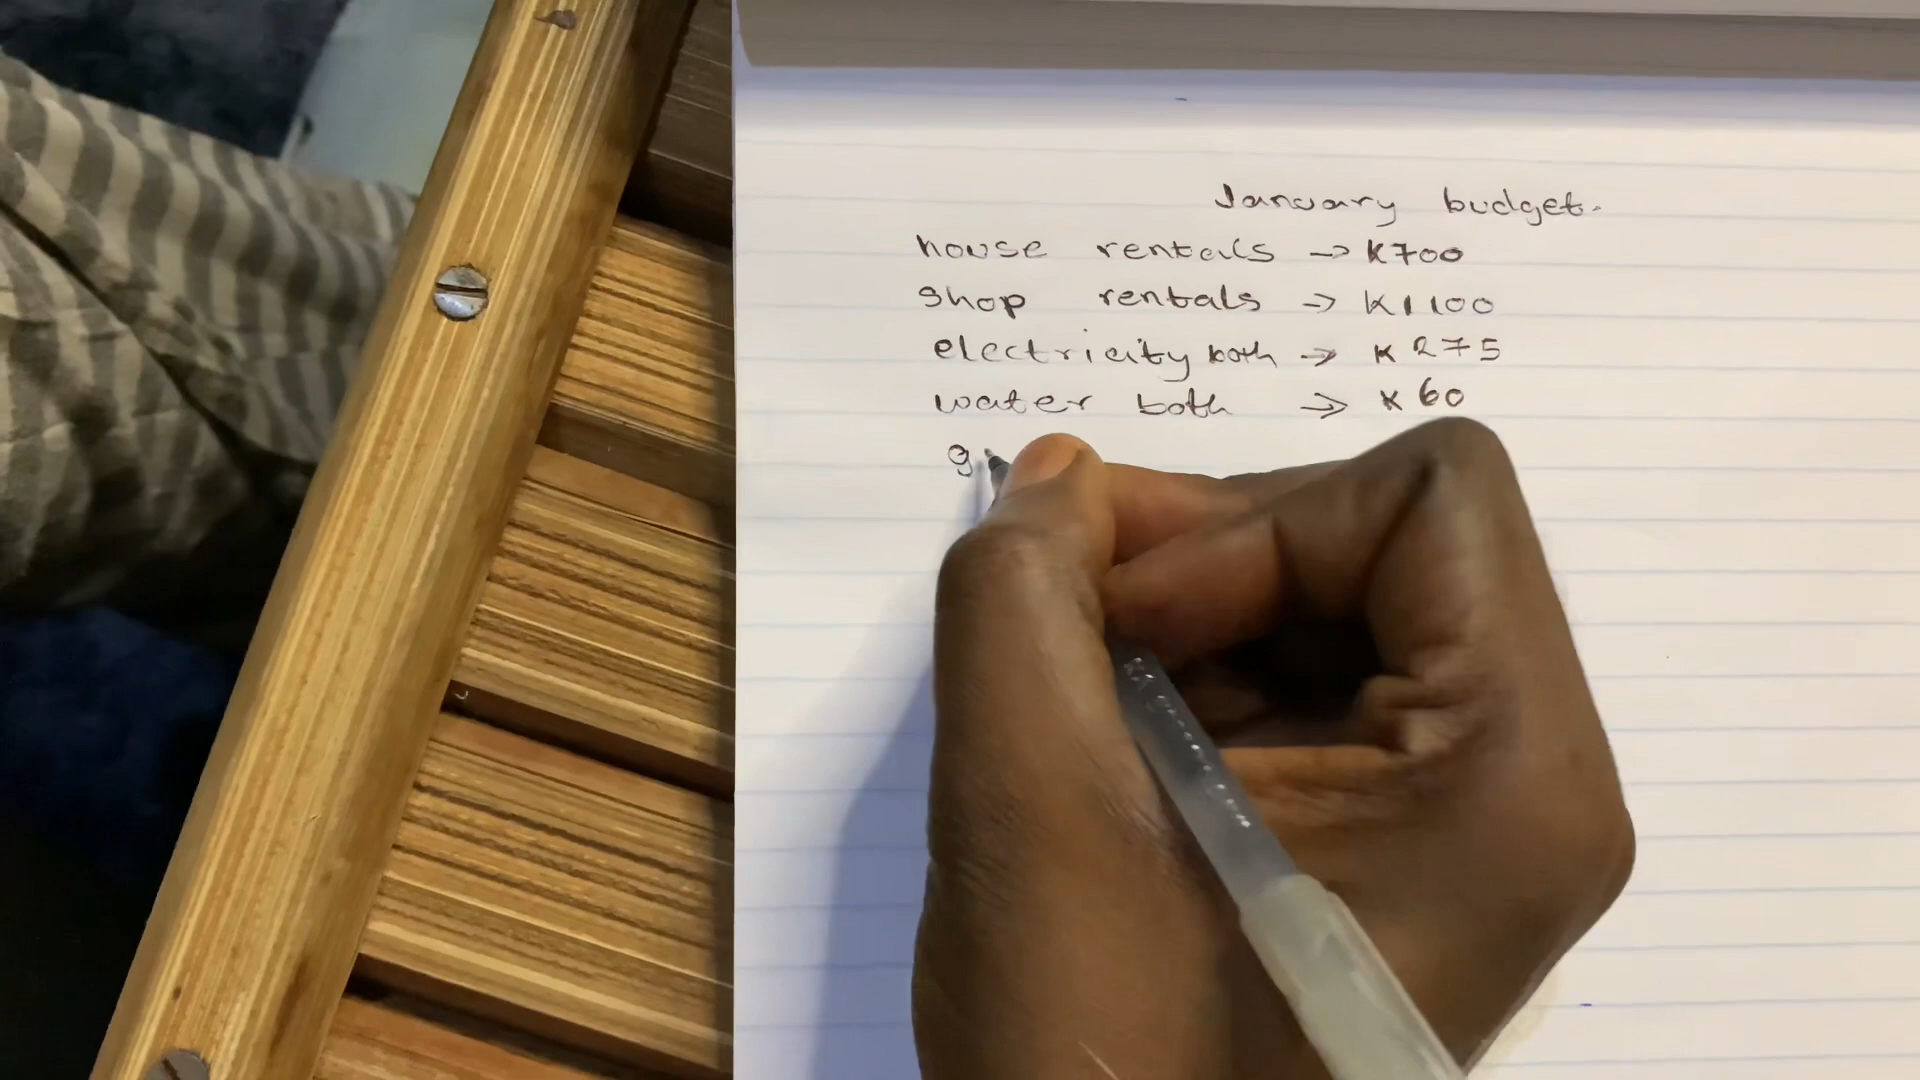 January budget.
house rentals → K700
shop rentals → K1100
electricity both → K275
water both → K60
g